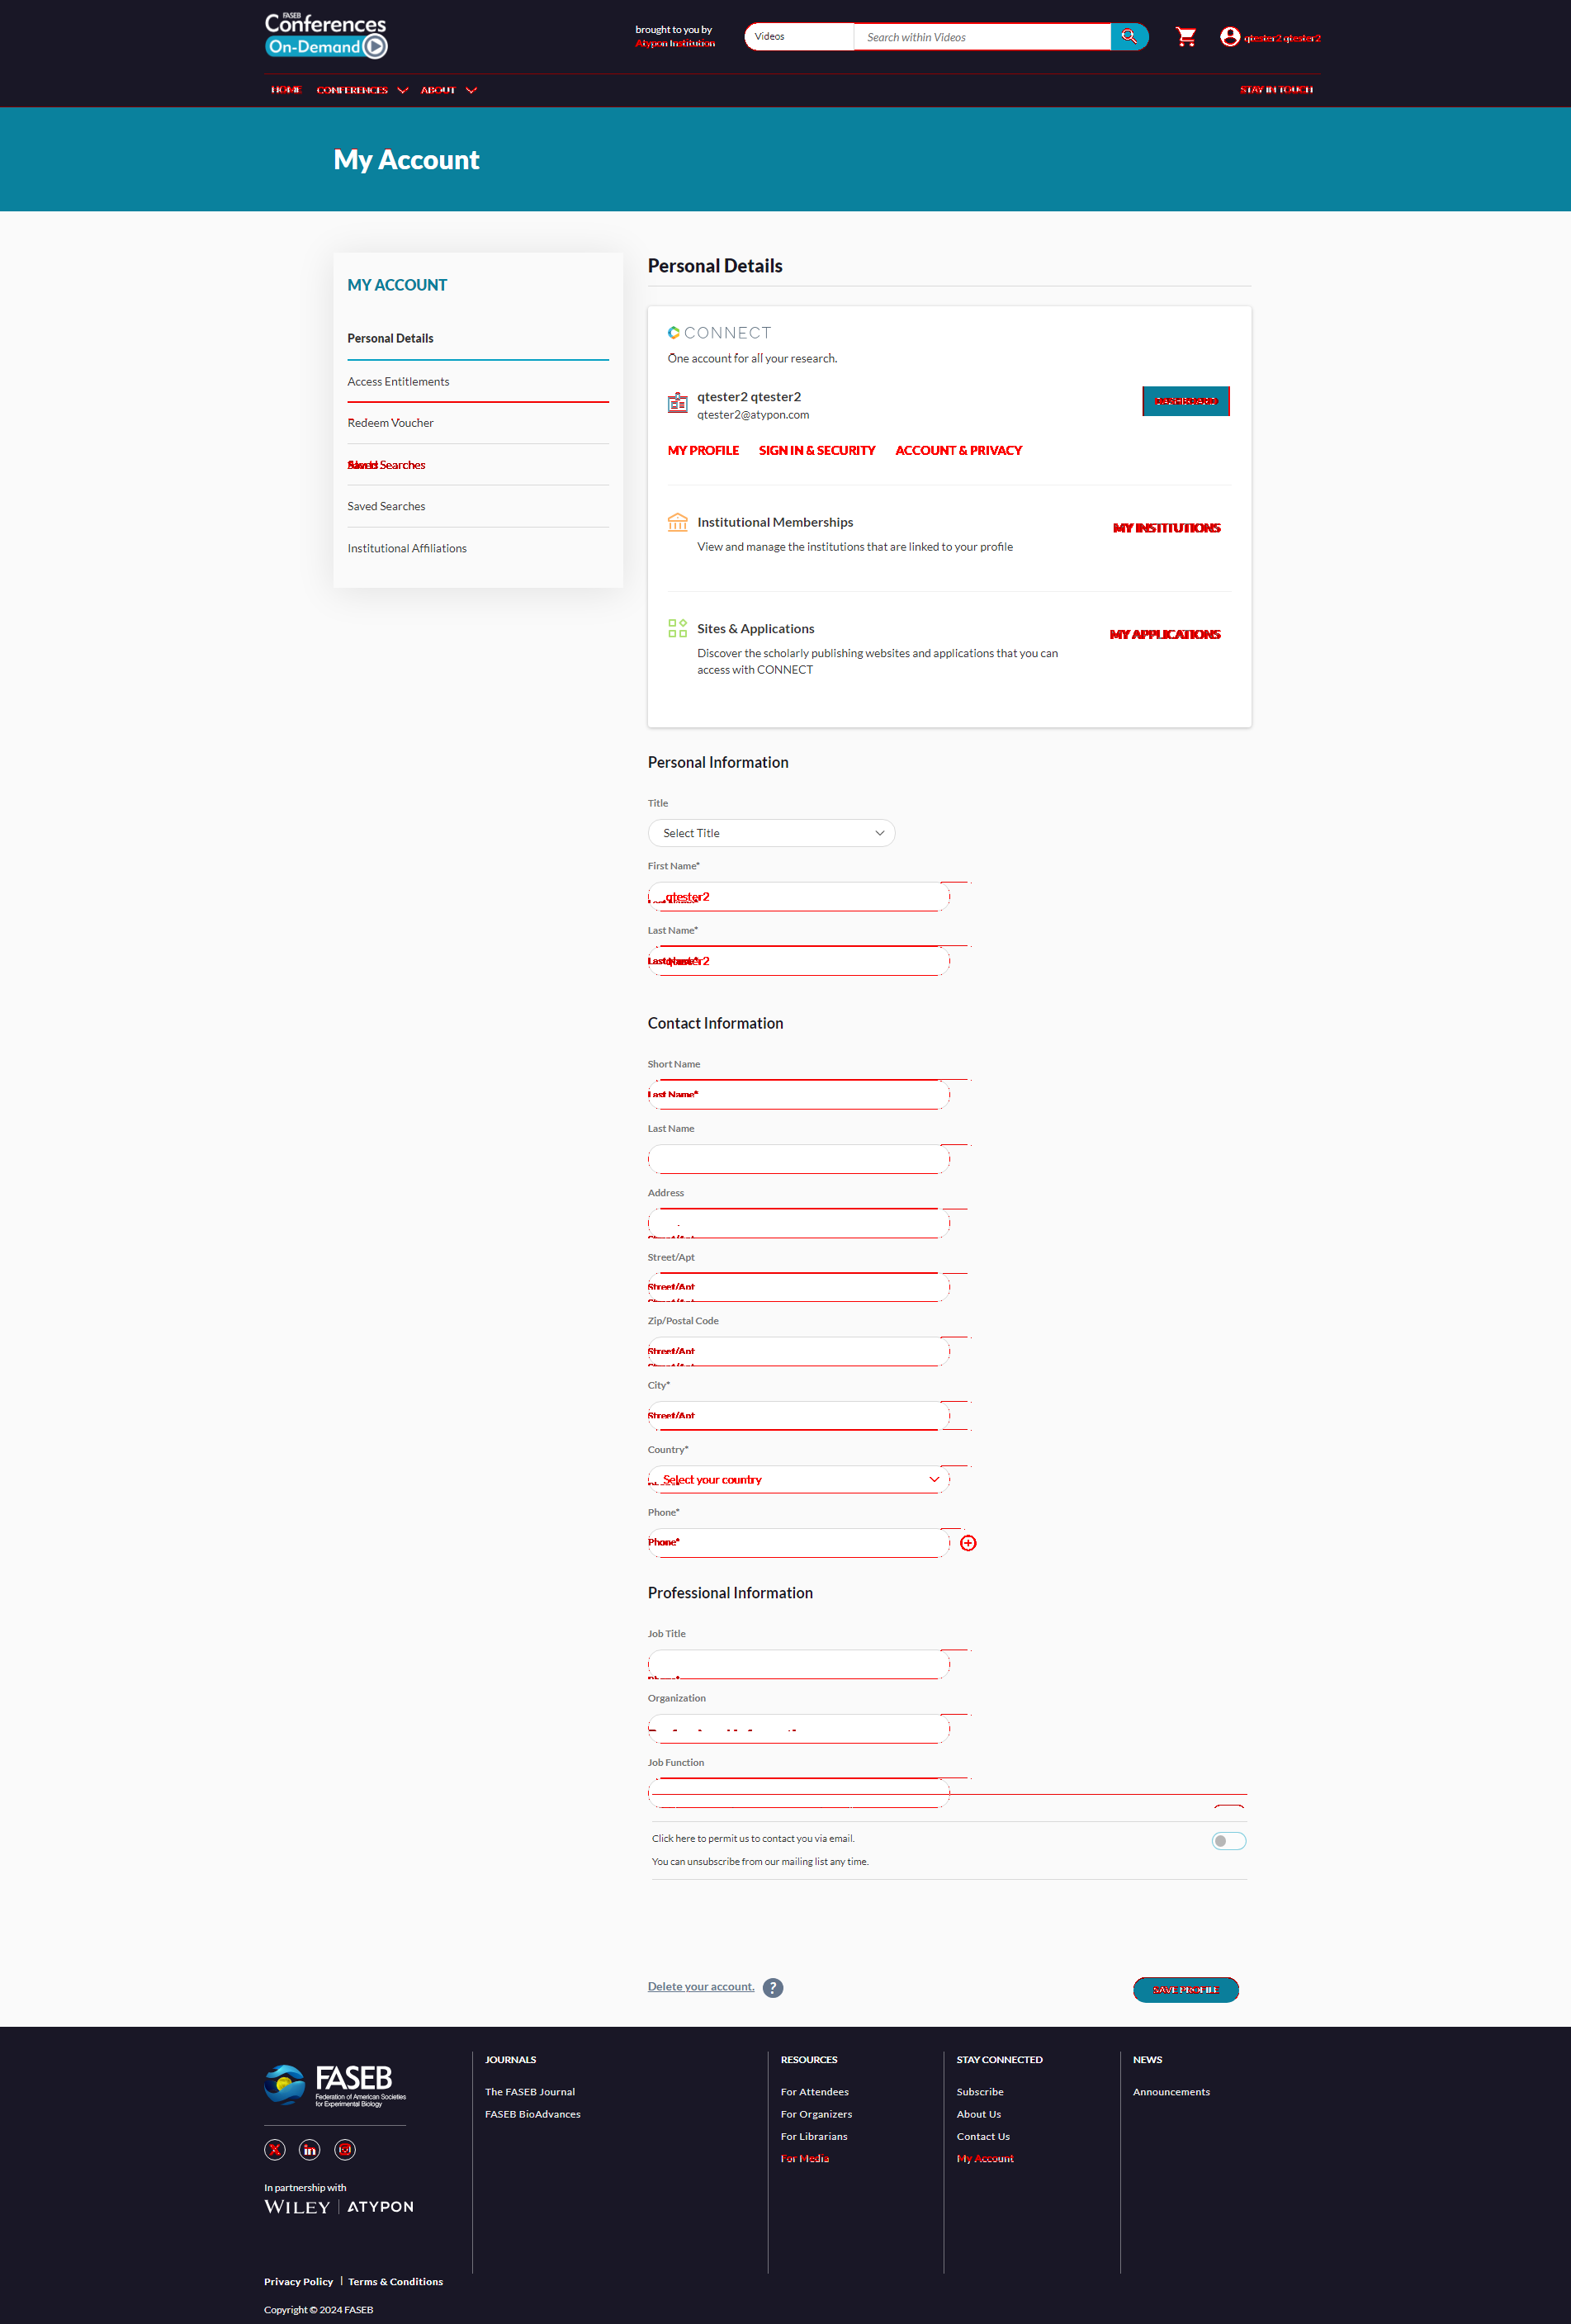 FASEB
Conferences
On-Demand
brought to you by
Atypon Institution
Videos
Search within Videos
qtester2 qtester2
HOME CONFERENCES ABOUT STAY IN TOUCH
My Account
MY ACCOUNT
Personal Details
Access Entitlements
Redeem Voucher
Searches
Saved Searches
Institutional Affiliations
Personal Details
CONNECT
One account for all your research.
qtester2 qtester2
qtester2@atypon.com
DASHBOARD
MY PROFILE SIGN IN & SECURITY ACCOUNT & PRIVACY
Institutional Memberships
MY INSTITUTIONS
View and manage the institutions that are linked to your profile
Sites & Applications
MY APPLICATIONS
Discover the scholarly publishing websites and applications that you can
access with CONNECT
Personal Information
Title
Select Title
First Name*
qtester2
Last Name*
Contact Information
Short Name
Last Name*
Last Name
Address
Street/Apt
Street/Apt
Zip/Postal Code
Street/Apt
City*
Street/Apt
Country*
Select your country
Phone*
Phone*
Professional Information
Job Title
Organization
Job Function
Click here to permit us to contact you via email.
You can unsubscribe from our mailing list any time.
Delete your account. ?
SAVE PROFILE
FASEB
Federation of American Societies
for Experimental Biology
In partnership with
WILEY | ATYPON
JOURNALS
The FASEB Journal
FASEB BioAdvances
RESOURCES
For Attendees
For Organizers
For Librarians
For Media
STAY CONNECTED
Subscribe
About Us
Contact Us
My Account
NEWS
Announcements
Privacy Policy | Terms & Conditions
Copyright © 2024 FASEB